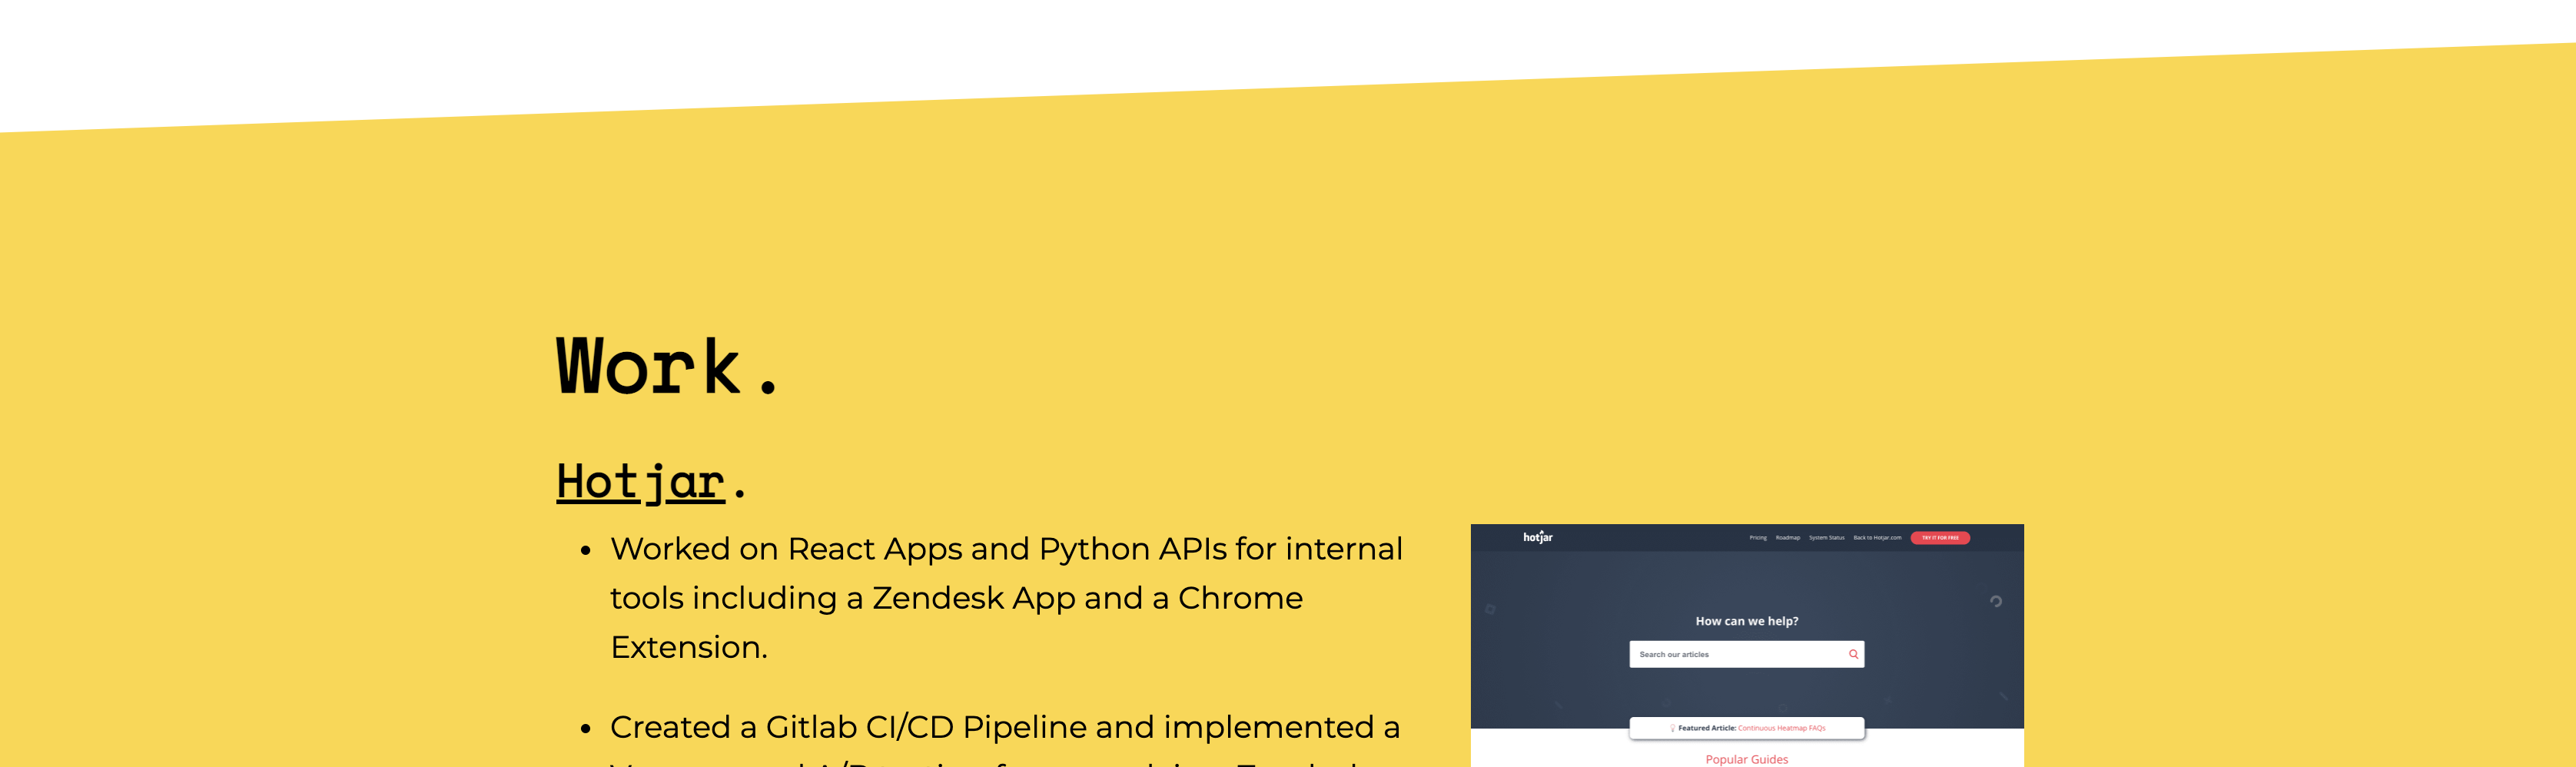 Work.
Hotjar.
• Worked on React Apps and Python APIs for internal
tools including a Zendesk App and a Chrome
Extension.
• Created a Gitlab CI/CD Pipeline and implemented a
hotjar
Pricing Roadmap System Status Back to Hotjar.com TRY IT FOR FREE
How can we help?
Search our articles
Featured Article: Continuous Heatmap FAQs
Popular Guides